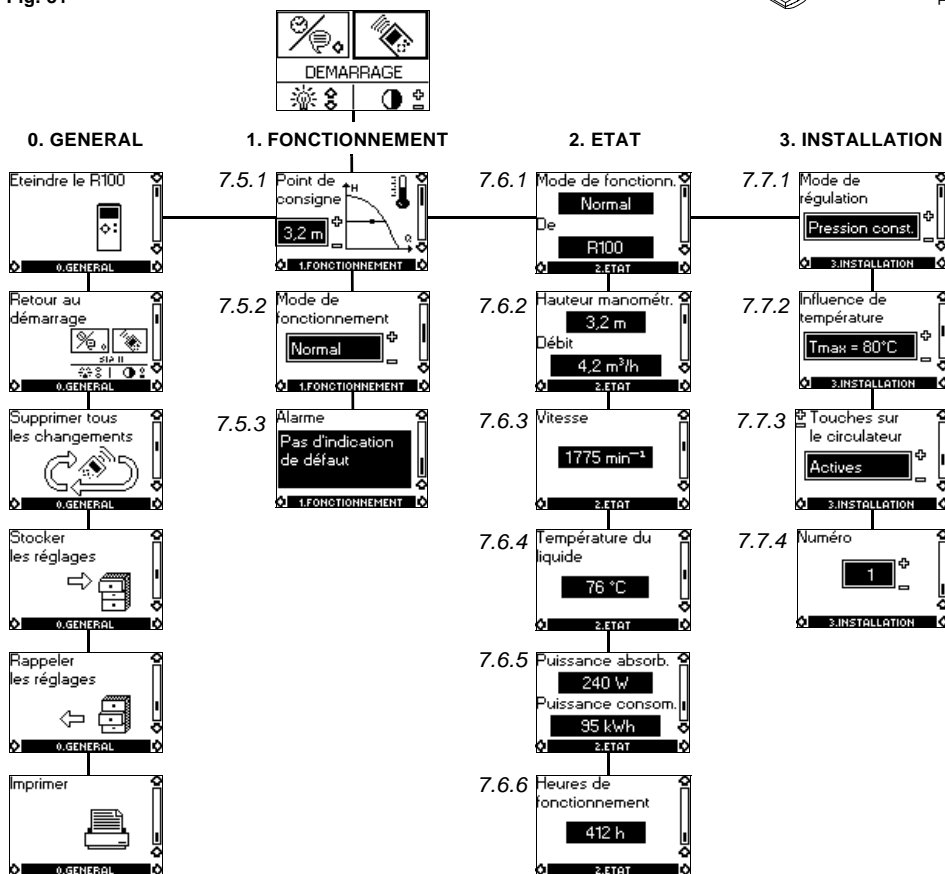 DEMARRAGE
0. GENERAL
1. FONCTIONNEMENT
2. ETAT
3. INSTALLATION
Eteindre le R100
0.GENERAL
Retour au
démarrage
0.GENERAL
Supprimer tous
les changements
0.GENERAL
Stocker
les réglages
0.GENERAL
Rappeler
les réglages
0.GENERAL
Imprimer
0.GENERAL
7.5.1
Point de
consigne
H
3,2 m
Q
1.FONCTIONNEMENT
7.5.2
Mode de
fonctionnement
Normal
1.FONCTIONNEMENT
7.5.3
Alarme
Pas d'indication
de défaut
1.FONCTIONNEMENT
7.6.1
Mode de fonctionn.
Normal
De
R100
2.ETAT
7.6.2
Hauteur manométr.
3,2 m
Débit
4,2 m³/h
2.ETAT
7.6.3
Vitesse
1775 min⁻¹
2.ETAT
7.6.4
Température du
liquide
76 °C
2.ETAT
7.6.5
Puissance absorb.
240 W
Puissance consom.
95 kWh
2.ETAT
7.6.6
Heures de
fonctionnement
412 h
2.ETAT
7.7.1
Mode de
régulation
Pression const.
3.INSTALLATION
7.7.2
Influence de
température
Tmax = 80°C
3.INSTALLATION
7.7.3
Touches sur
le circulateur
Actives
3.INSTALLATION
7.7.4
Numéro
1
3.INSTALLATION